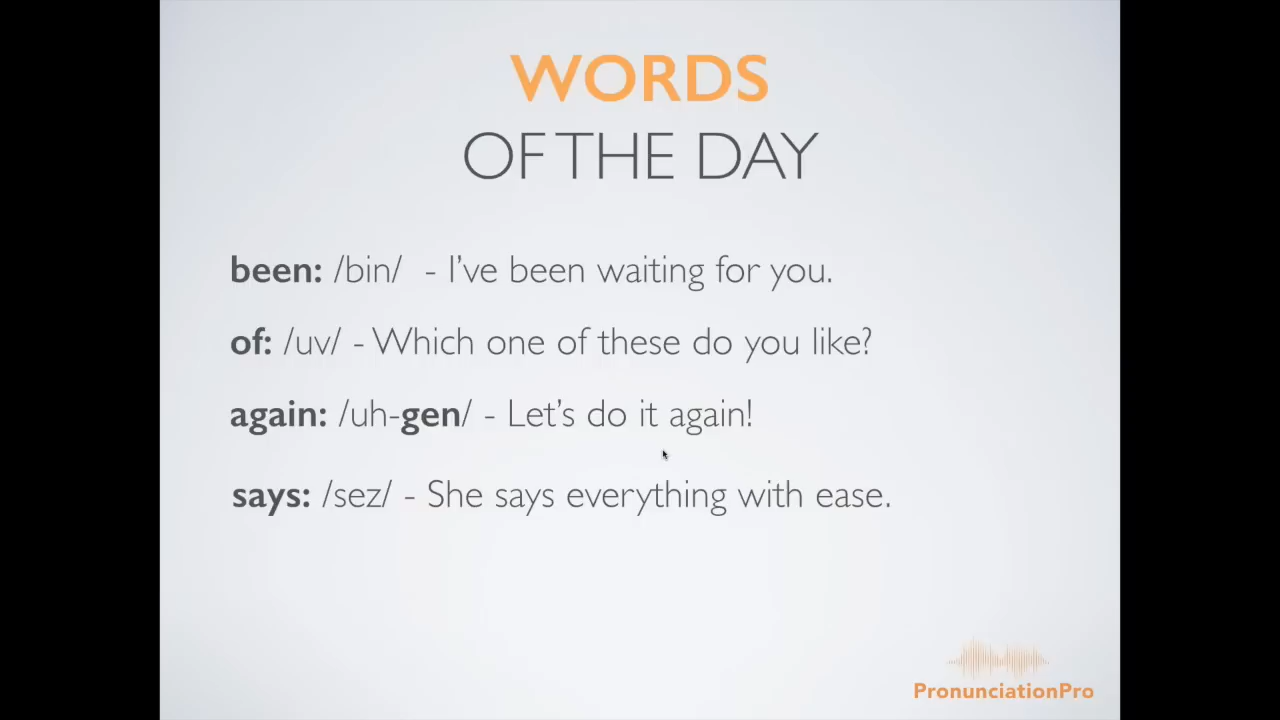 WORDS
OF THE DAY
been: /bin/ - I've been waiting for you.
of: /uv/ - Which one of these do you like?
again: /uh-gen/ - Let's do it again!
says: /sez/ - She says everything with ease.
PronunciationPro